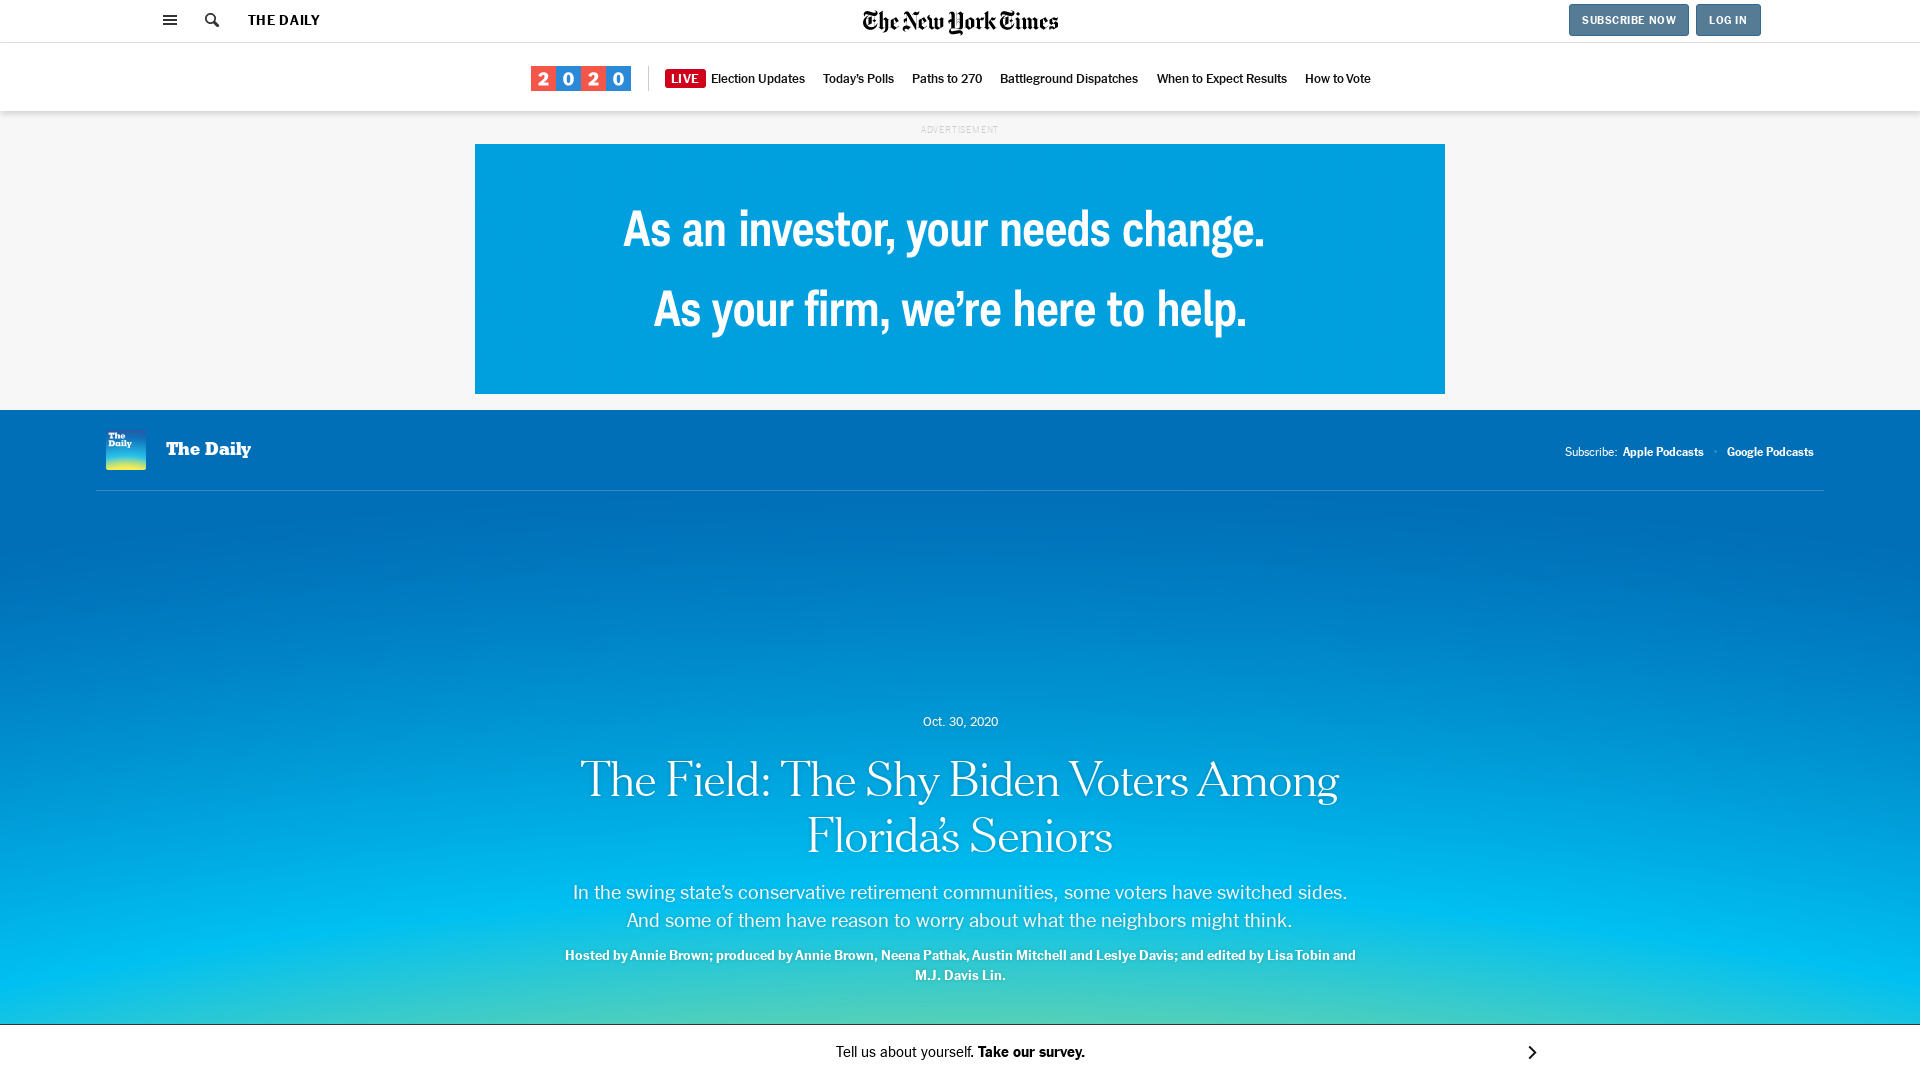 THE DAILY
The New York Times
SUBSCRIBE NOW
LOG IN
2020
LIVE Election Updates
Today’s Polls
Paths to 270
Battleground Dispatches
When to Expect Results
How to Vote
ADVERTISEMENT
As an investor, your needs change.
As your firm, we’re here to help.
The
Daily
The Daily
Subscribe: Apple Podcasts • Google Podcasts
Oct. 30, 2020
The Field: The Shy Biden Voters Among
Florida’s Seniors
In the swing state’s conservative retirement communities, some voters have switched sides.
And some of them have reason to worry about what the neighbors might think.
Hosted by Annie Brown; produced by Annie Brown, Neena Pathak, Austin Mitchell and Leslye Davis; and edited by Lisa Tobin and
M.J. Davis Lin.
Tell us about yourself. Take our survey.